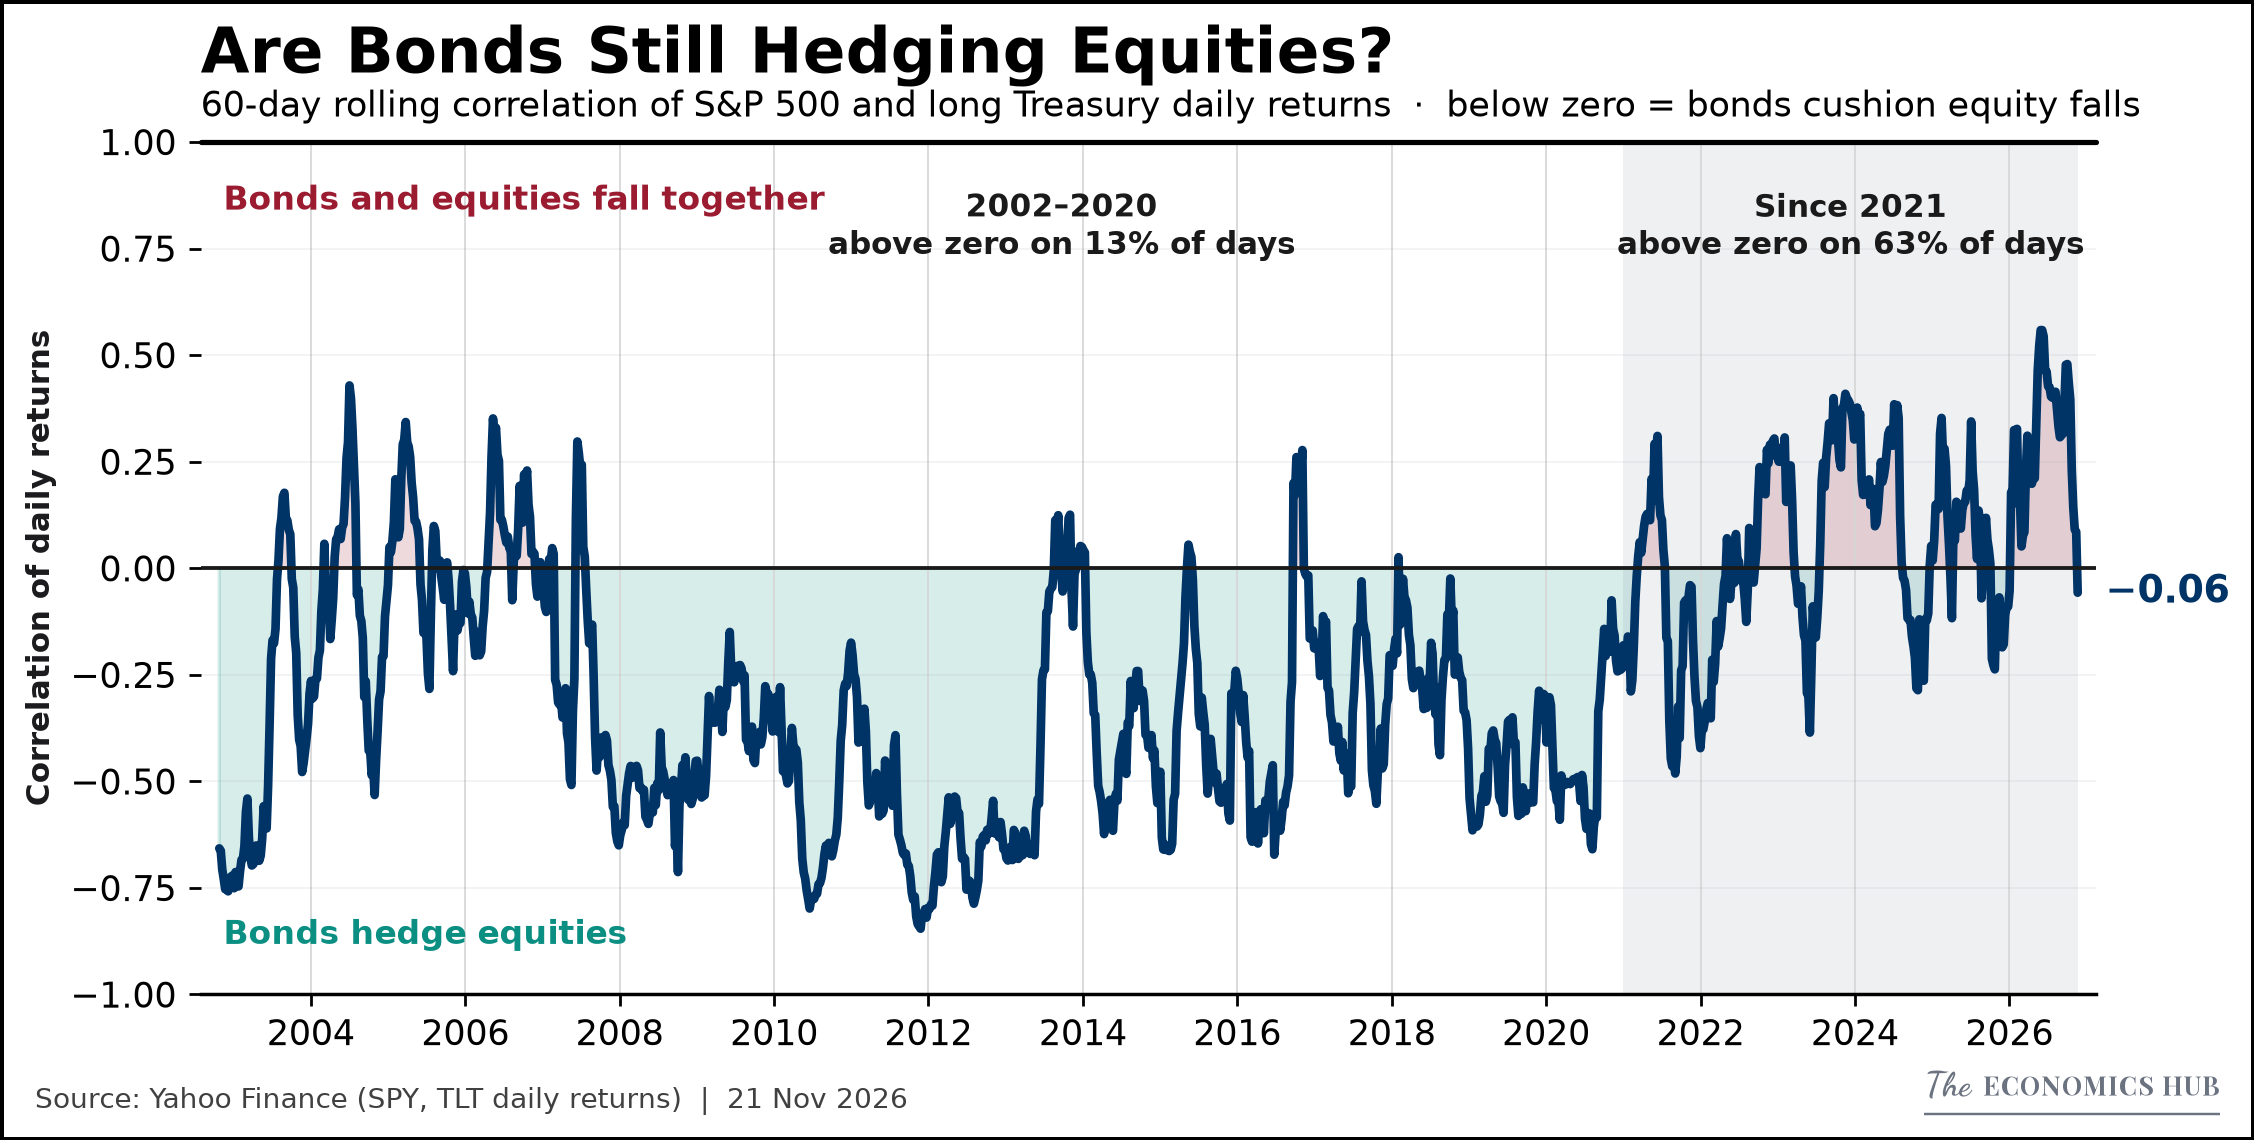 Are Bonds Still Hedging Equities?
60-day rolling correlation of S&P 500 and long Treasury daily returns · below zero = bonds cushion equity falls
Correlation of daily returns
1.00
0.75
0.50
0.25
0.00
−0.25
−0.50
−0.75
−1.00
Bonds and equities fall together
2002–2020
above zero on 13% of days
Since 2021
above zero on 63% of days
−0.06
Bonds hedge equities
2004 2006 2008 2010 2012 2014 2016 2018 2020 2022 2024 2026
Source: Yahoo Finance (SPY, TLT daily returns) | 21 Nov 2026
The ECONOMICS HUB